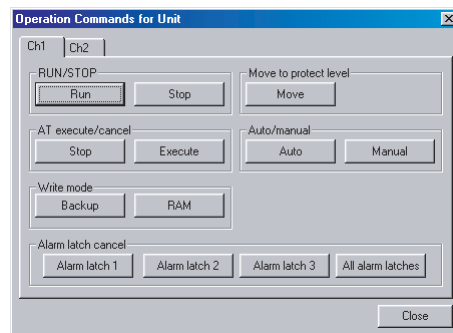 Operation Commands for Unit
Ch1 Ch2
RUN/STOP Move to protect level
Run Stop Move
AT execute/cancel Auto/manual
Stop Execute Auto Manual
Write mode
Backup RAM
Alarm latch cancel
Alarm latch 1 Alarm latch 2 Alarm latch 3 All alarm latches
Close